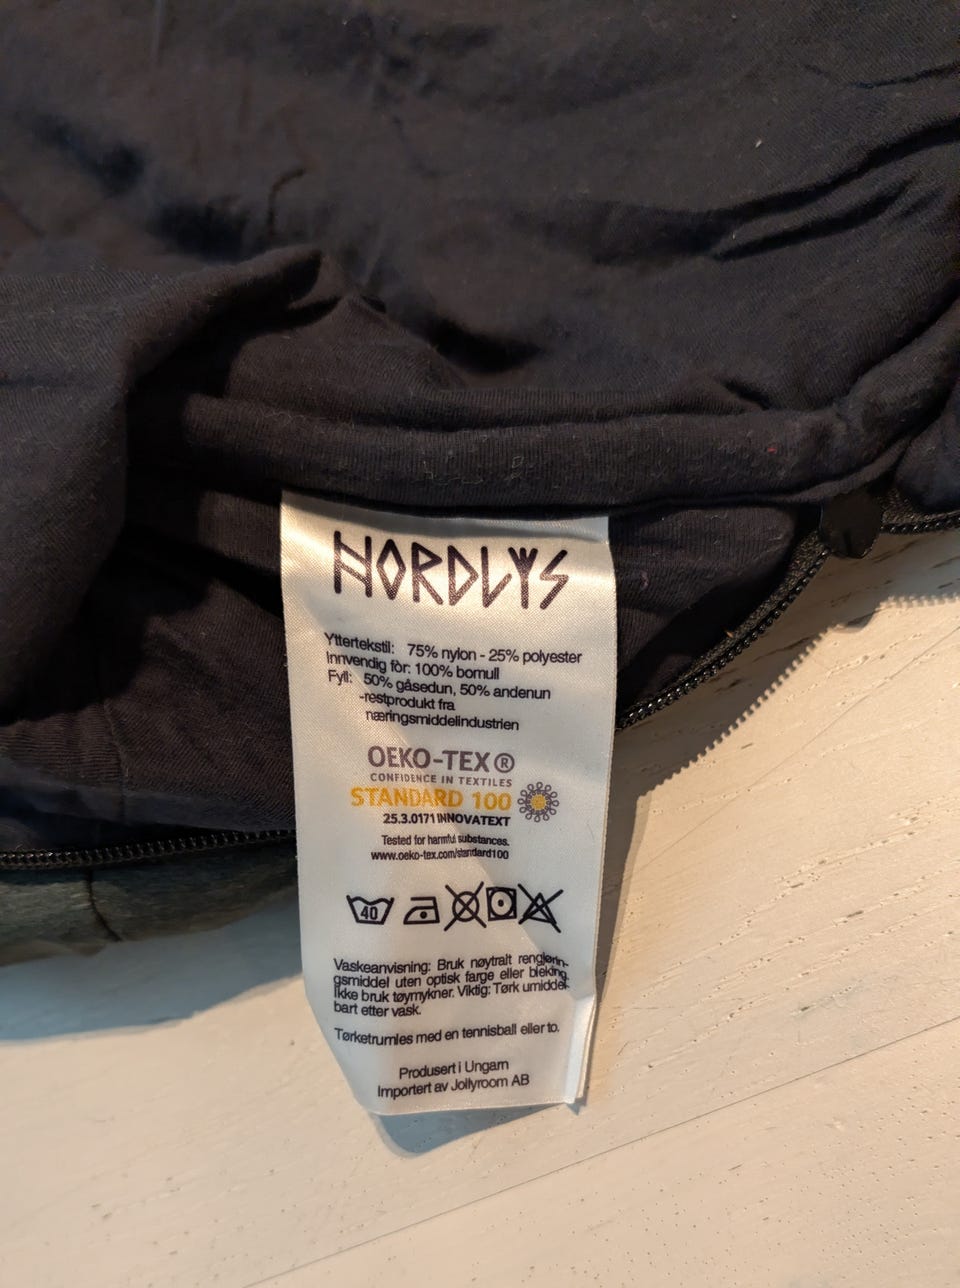 NORDLYS
Yttertekstil: 75% nylon - 25% polyester
Innvendig fòr: 100% bomull
Fyll: 50% gåsedun, 50% andenun
-restprodukt fra
næringsmiddelindustrien
OEKO-TEX®
CONFIDENCE IN TEXTILES
STANDARD 100
25.3.0171 INNOVATEXT
Tested for harmful substances.
www.oeko-tex.com/standard100
40
Vaskeanvisning: Bruk nøytralt rengjørin-
gsmiddel uten optisk farge eller bleking.
Ikke bruk tøymykner. Viktig: Tørk umiddel-
bart etter vask.
Tørketrumles med en tennisball eller to.
Produsert i Ungarn
Importert av Jollyroom AB